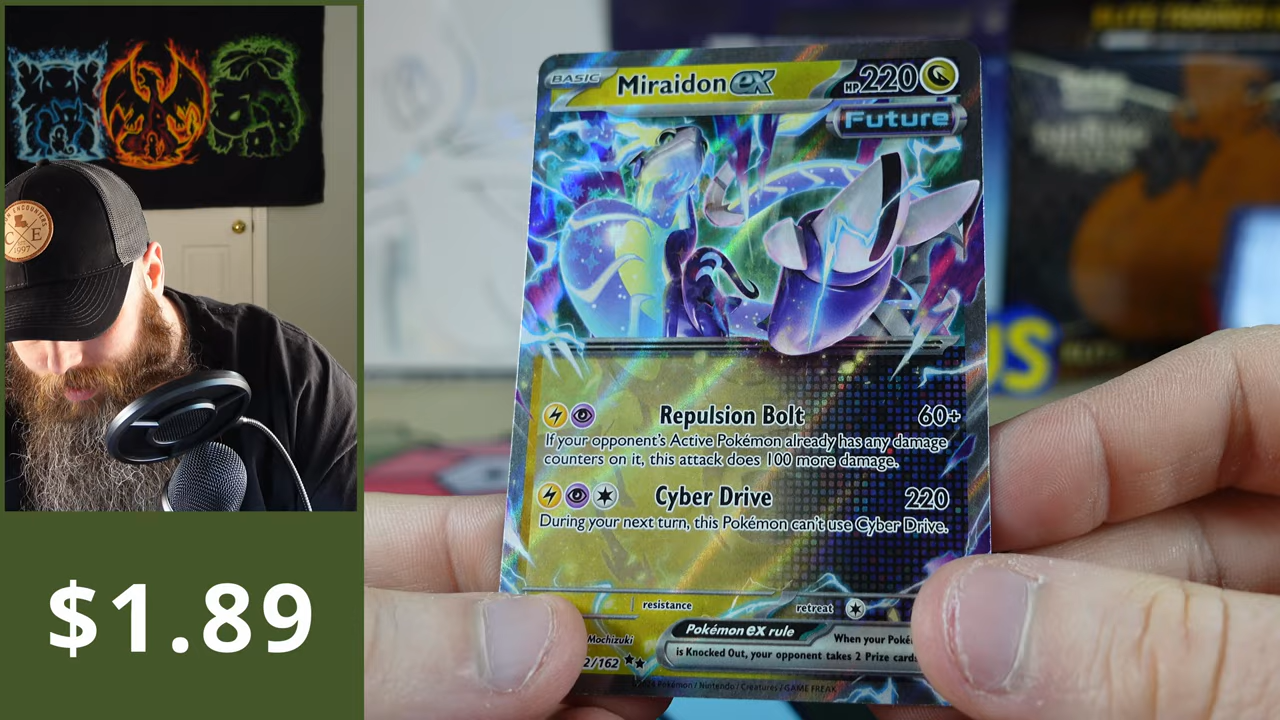 C E
1997
$1.89
BASIC Miraidon ex HP 220
Future
Repulsion Bolt 60+
If your opponent's Active Pokémon already has any damage
counters on it, this attack does 100 more damage.
Cyber Drive 220
During your next turn, this Pokémon can't use Cyber Drive.
resistance retreat
Mochizuki
2/162
Pokémon ex rule
When your Poké
is Knocked Out, your opponent takes 2 Prize cards
Pokémon / Nintendo / Creatures / GAME FREAK
US